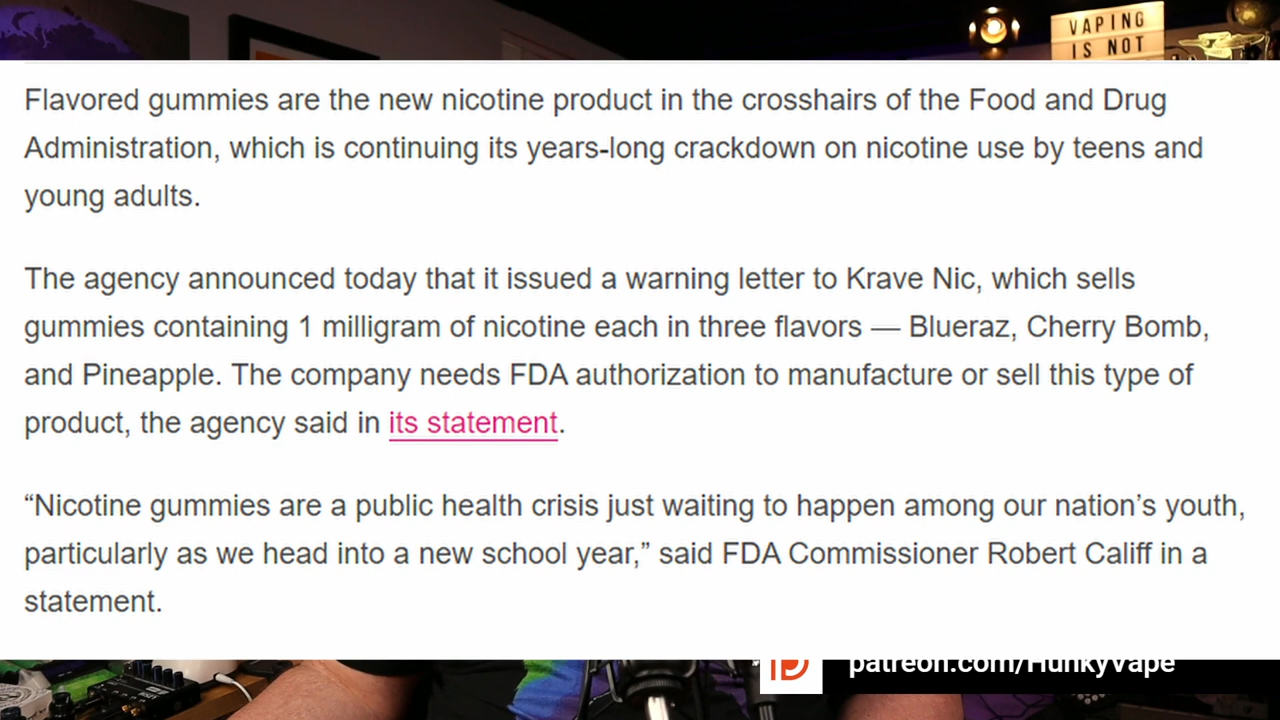 VAPING
IS NOT
Flavored gummies are the new nicotine product in the crosshairs of the Food and Drug
Administration, which is continuing its years-long crackdown on nicotine use by teens and
young adults.
The agency announced today that it issued a warning letter to Krave Nic, which sells
gummies containing 1 milligram of nicotine each in three flavors — Blueraz, Cherry Bomb,
and Pineapple. The company needs FDA authorization to manufacture or sell this type of
product, the agency said in its statement.
“Nicotine gummies are a public health crisis just waiting to happen among our nation’s youth,
particularly as we head into a new school year,” said FDA Commissioner Robert Califf in a
statement.
patreon.com/HunkyVape